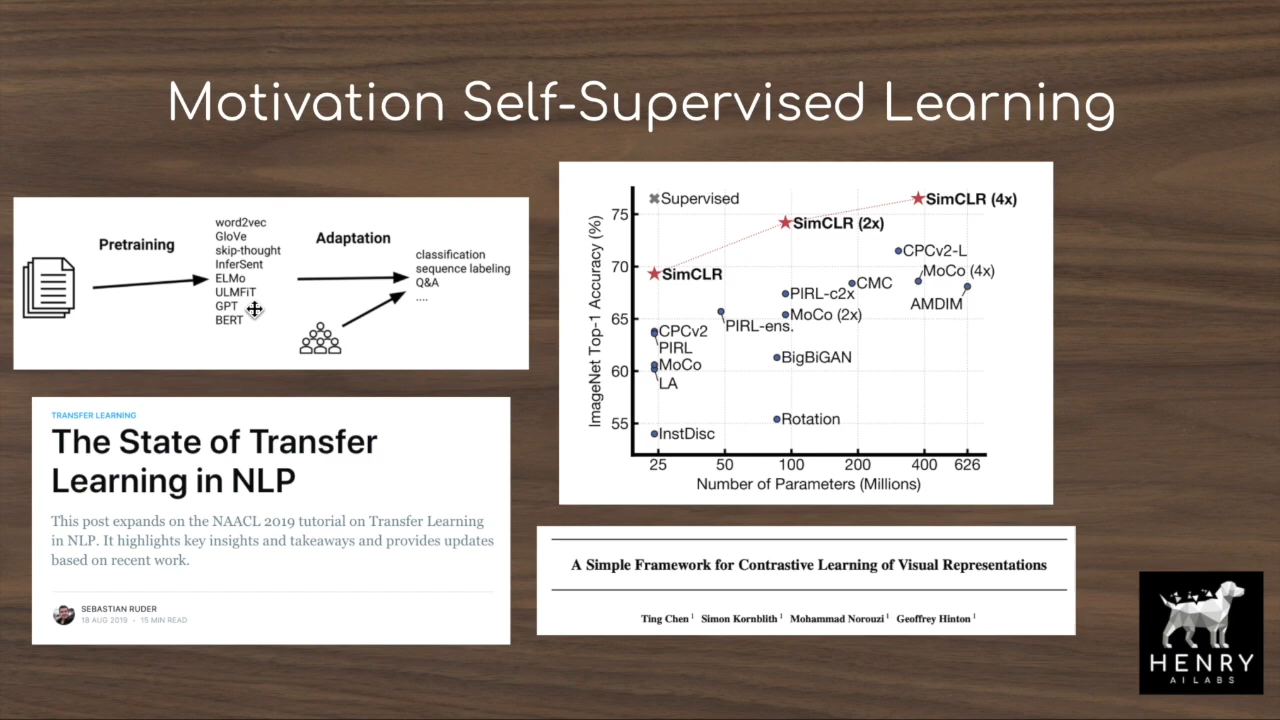 Motivation Self-Supervised Learning
Pretraining
word2vec
GloVe
skip-thought
InferSent
ELMo
ULMFiT
GPT
BERT
Adaptation
classification
sequence labeling
Q&A
....
TRANSFER LEARNING
The State of Transfer
Learning in NLP
This post expands on the NAACL 2019 tutorial on Transfer Learning
in NLP. It highlights key insights and takeaways and provides updates
based on recent work.
SEBASTIAN RUDER
18 AUG 2019 • 15 MIN READ
ImageNet Top-1 Accuracy (%)
75
70
65
60
55
Supervised
SimCLR (4x)
SimCLR (2x)
CPCv2-L
SimCLR
MoCo (4x)
CMC
PIRL-c2x
AMDIM
MoCo (2x)
PIRL-ens.
CPCv2
PIRL
BigBiGAN
MoCo
LA
Rotation
InstDisc
25 50 100 200 400 626
Number of Parameters (Millions)
A Simple Framework for Contrastive Learning of Visual Representations
Ting Chen 1 Simon Kornblith 1 Mohammad Norouzi 1 Geoffrey Hinton 1
HENRY
AI LABS